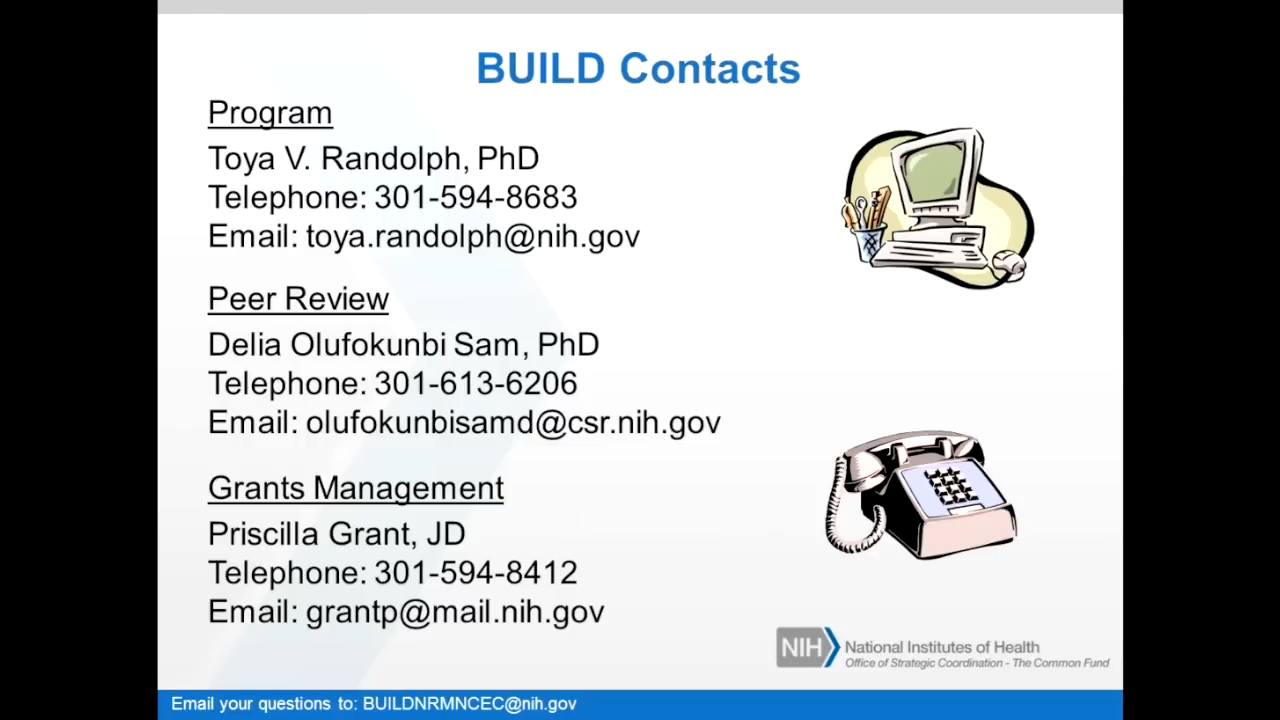 BUILD Contacts
Program
Toya V. Randolph, PhD
Telephone: 301-594-8683
Email: toya.randolph@nih.gov
Peer Review
Delia Olufokunbi Sam, PhD
Telephone: 301-613-6206
Email: olufokunbisamd@csr.nih.gov
Grants Management
Priscilla Grant, JD
Telephone: 301-594-8412
Email: grantp@mail.nih.gov
NIH National Institutes of Health
Office of Strategic Coordination - The Common Fund
Email your questions to: BUILDNRMNCEC@nih.gov